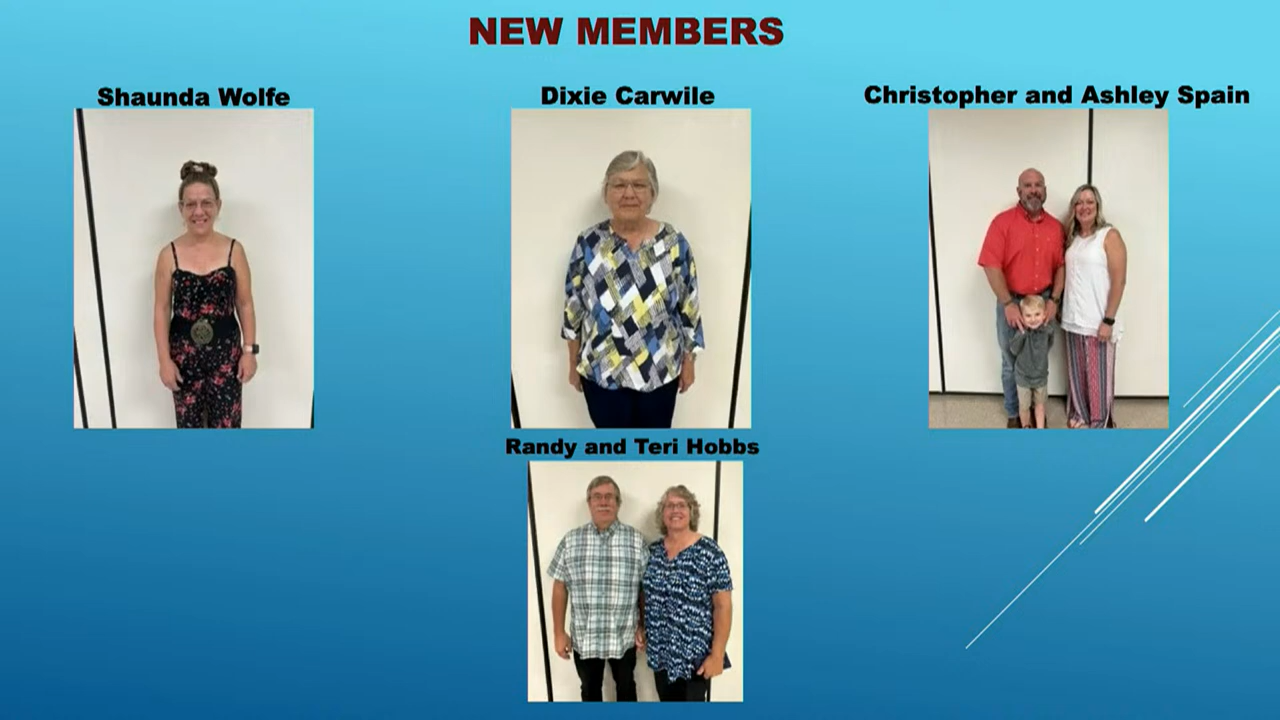 NEW MEMBERS
Shaunda Wolfe
Dixie Carwile
Christopher and Ashley Spain
Randy and Teri Hobbs